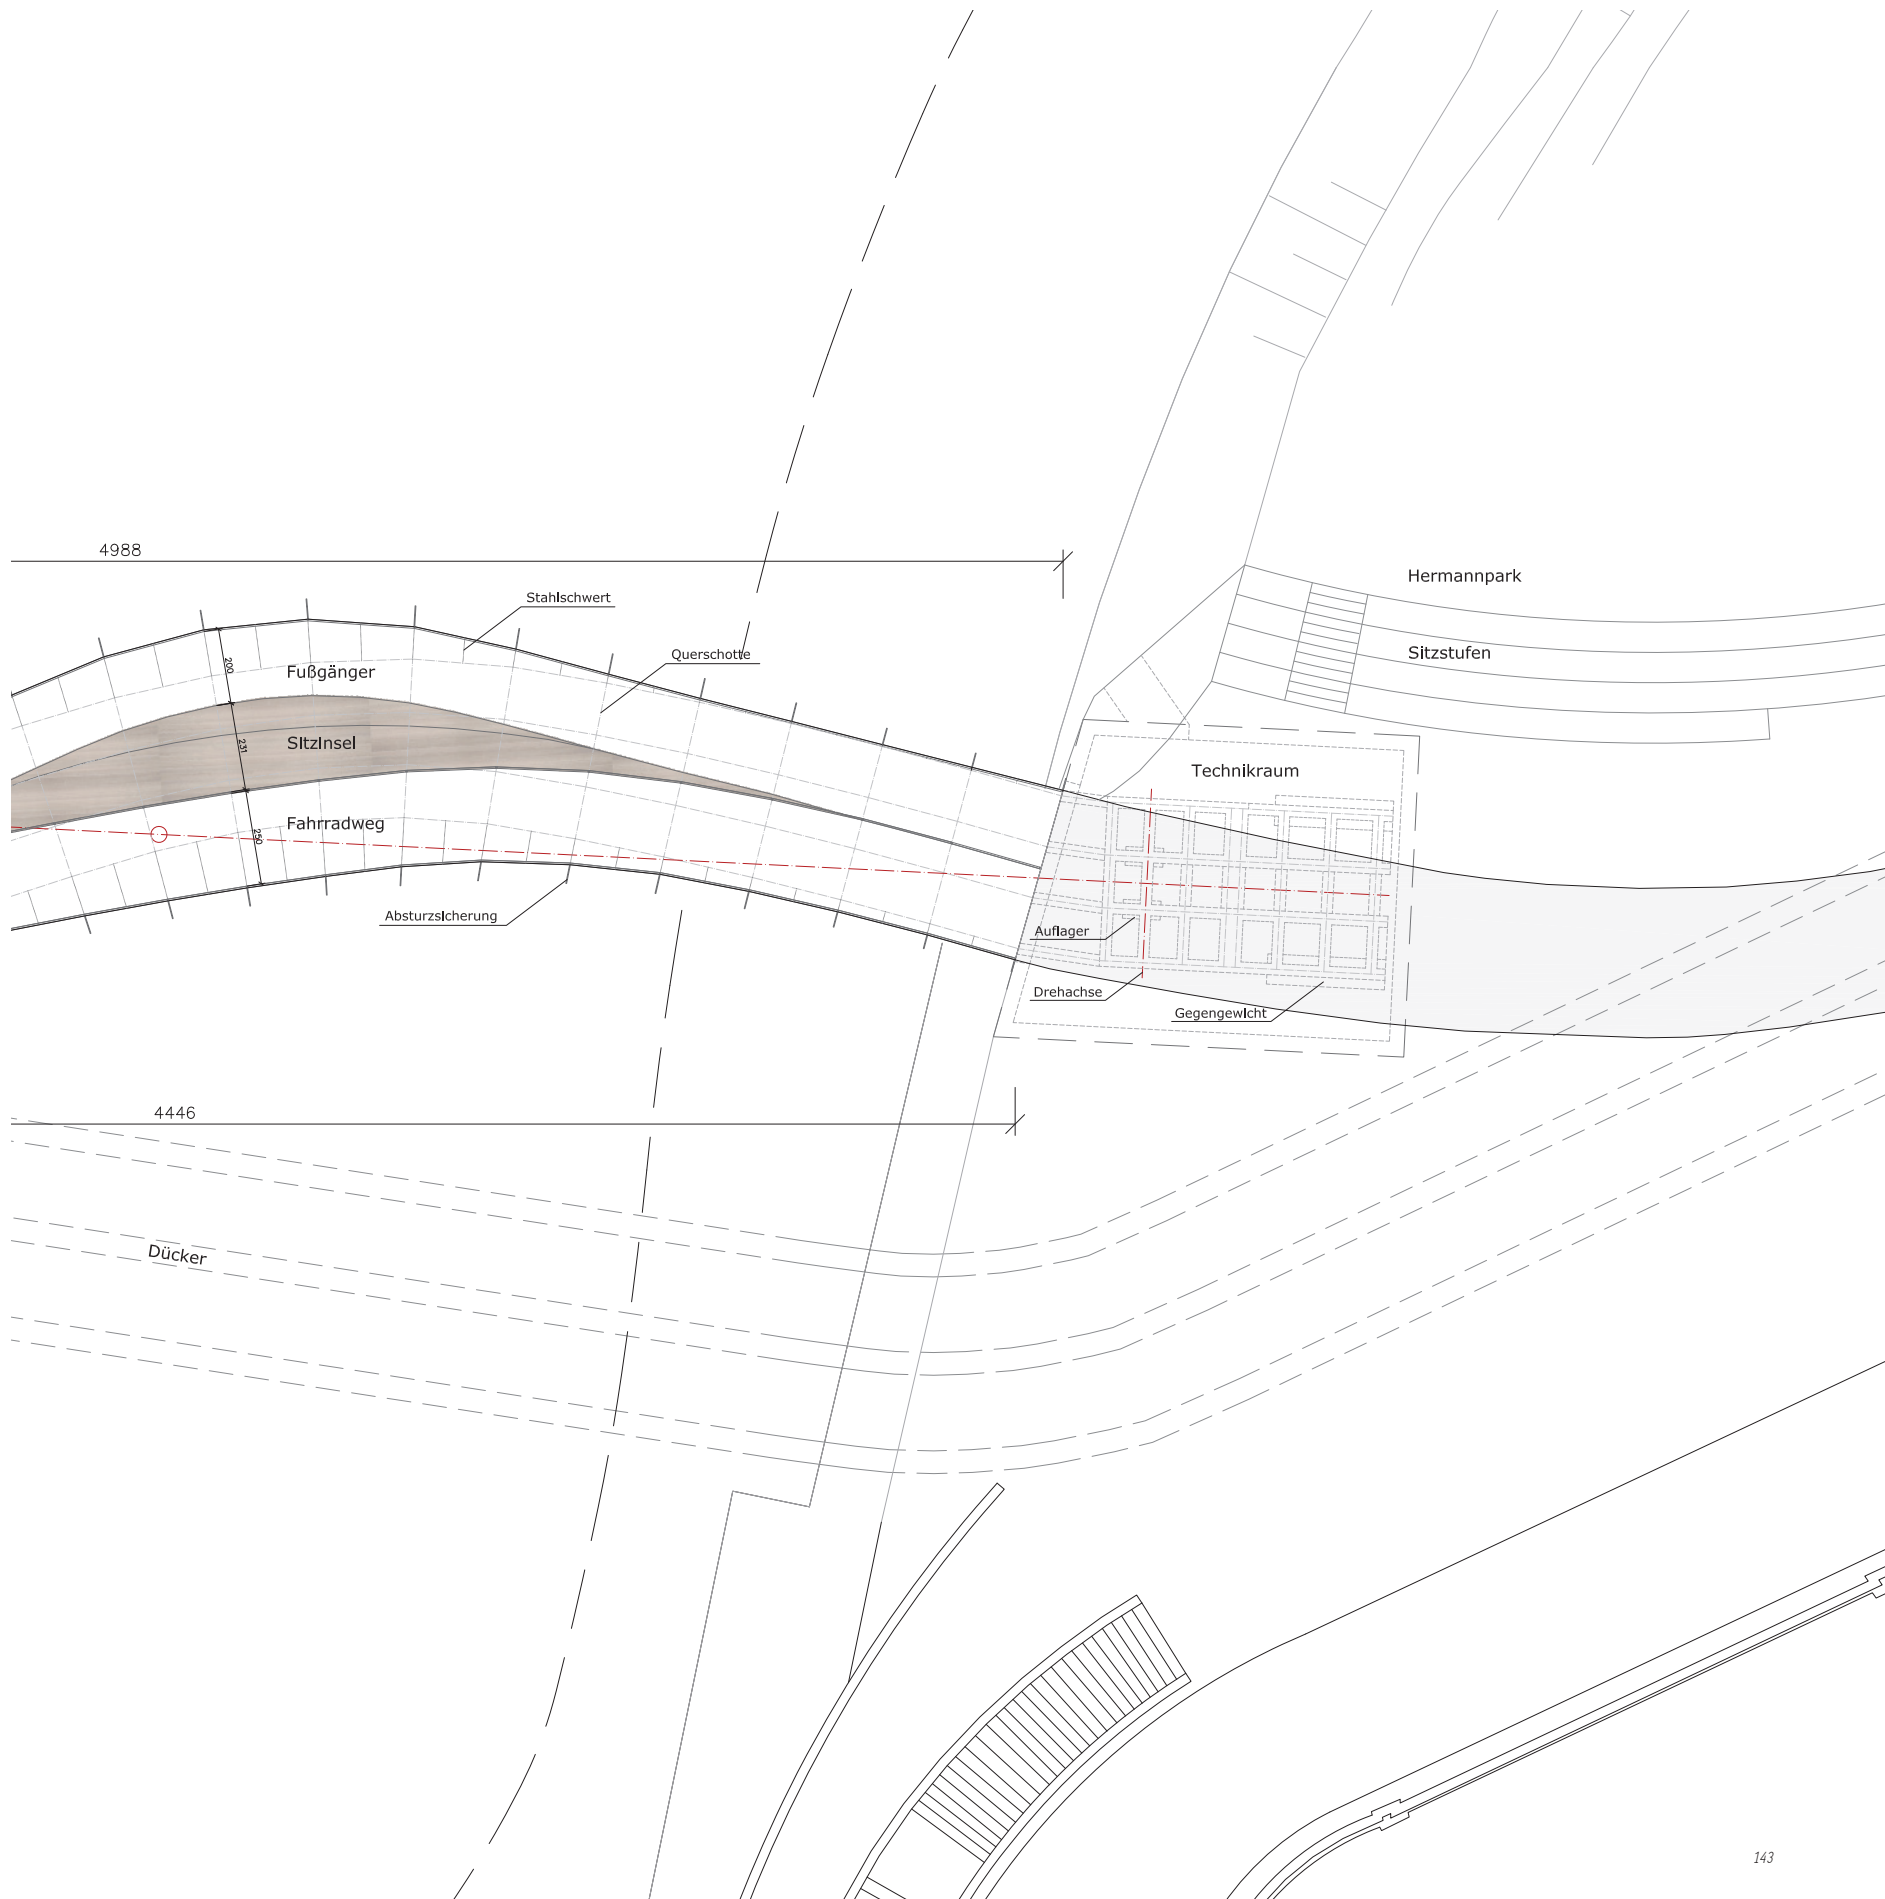 4988
Stahlschwert
Hermannpark
Querschotte
200
Fußgänger
Sitzstufen
231
Sitzinsel
Technikraum
250
Fahrradweg
Absturzsicherung
Auflager
Drehachse
Gegengewicht
4446
Dücker
143